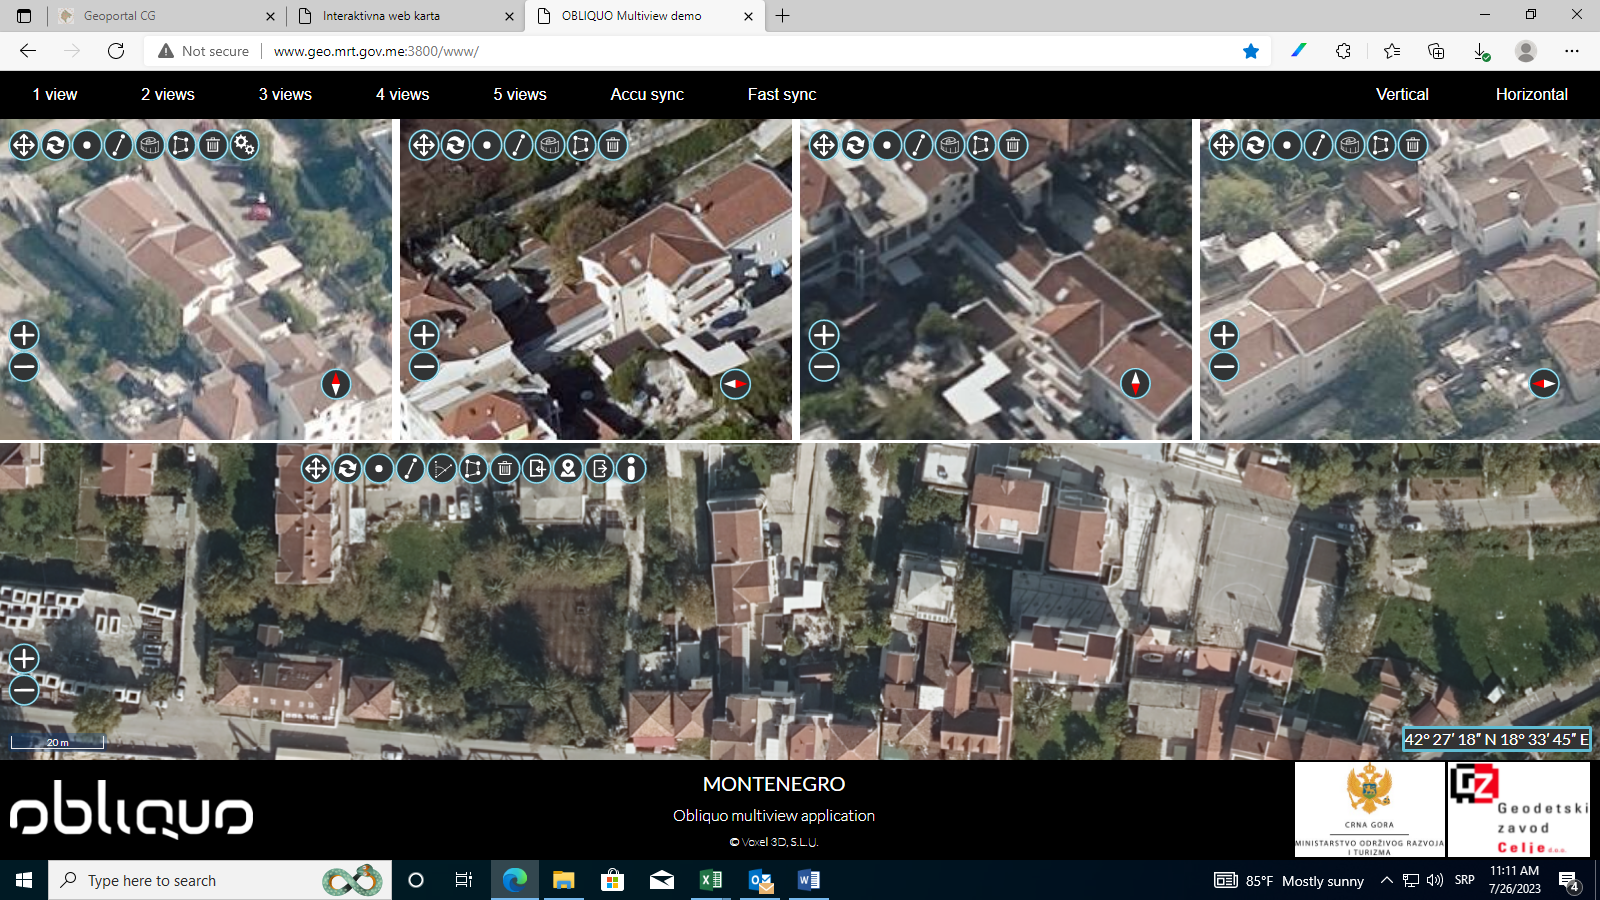 Geoportal CG
Interaktivna web karta
OBLIQUO Multiview demo
Not secure
www.geo.mrt.gov.me:3800/www/
1 view
2 views
3 views
4 views
5 views
Accu sync
Fast sync
Vertical
Horizontal
20 m
42° 27′ 18″ N 18° 33′ 45″ E
obliquo
MONTENEGRO
Obliquo multiview application
© Voxel 3D, S.L.U.
CRNA GORA
MINISTARSTVO ODRŽIVOG RAZVOJA
I TURIZMA
GZ
Geodetski
zavod
Celje d.o.o.
Type here to search
85°F Mostly sunny
SRP
11:11 AM
7/26/2023
4